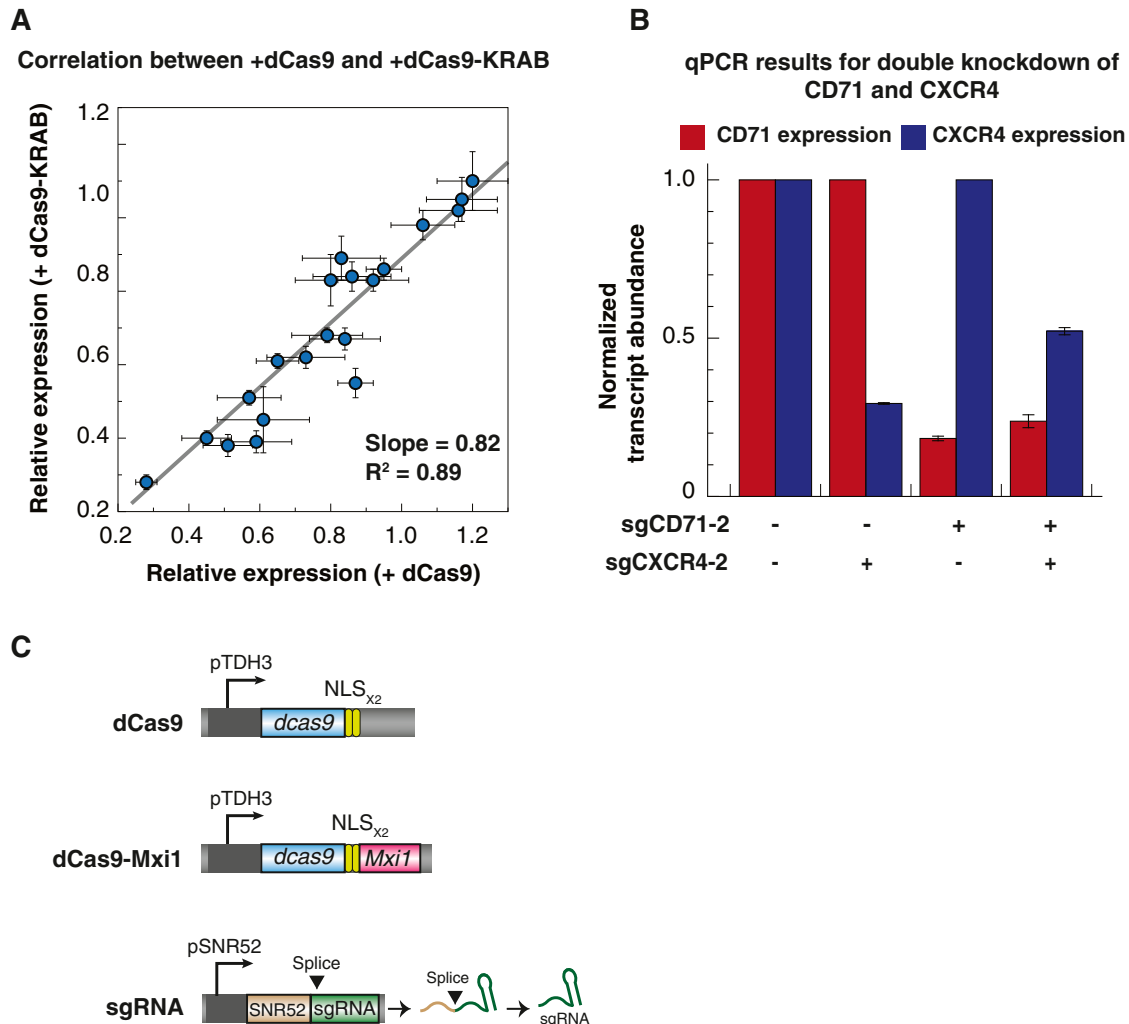 A
Correlation between +dCas9 and +dCas9-KRAB
Relative expression (+ dCas9-KRAB)
1.2
1.0
0.8
0.6
0.4
0.2
Slope = 0.82
R² = 0.89
0.2 0.4 0.6 0.8 1.0 1.2
Relative expression (+ dCas9)
B
qPCR results for double knockdown of
CD71 and CXCR4
CD71 expression CXCR4 expression
Normalized
transcript abundance
1.0
0.5
0
sgCD71-2 - - + +
sgCXCR4-2 - + - +
C
pTDH3
NLSx2
dCas9 dcas9
pTDH3
NLSx2
dCas9-Mxi1 dcas9 Mxi1
pSNR52
Splice
Splice
sgRNA SNR52 sgRNA
sgRNA